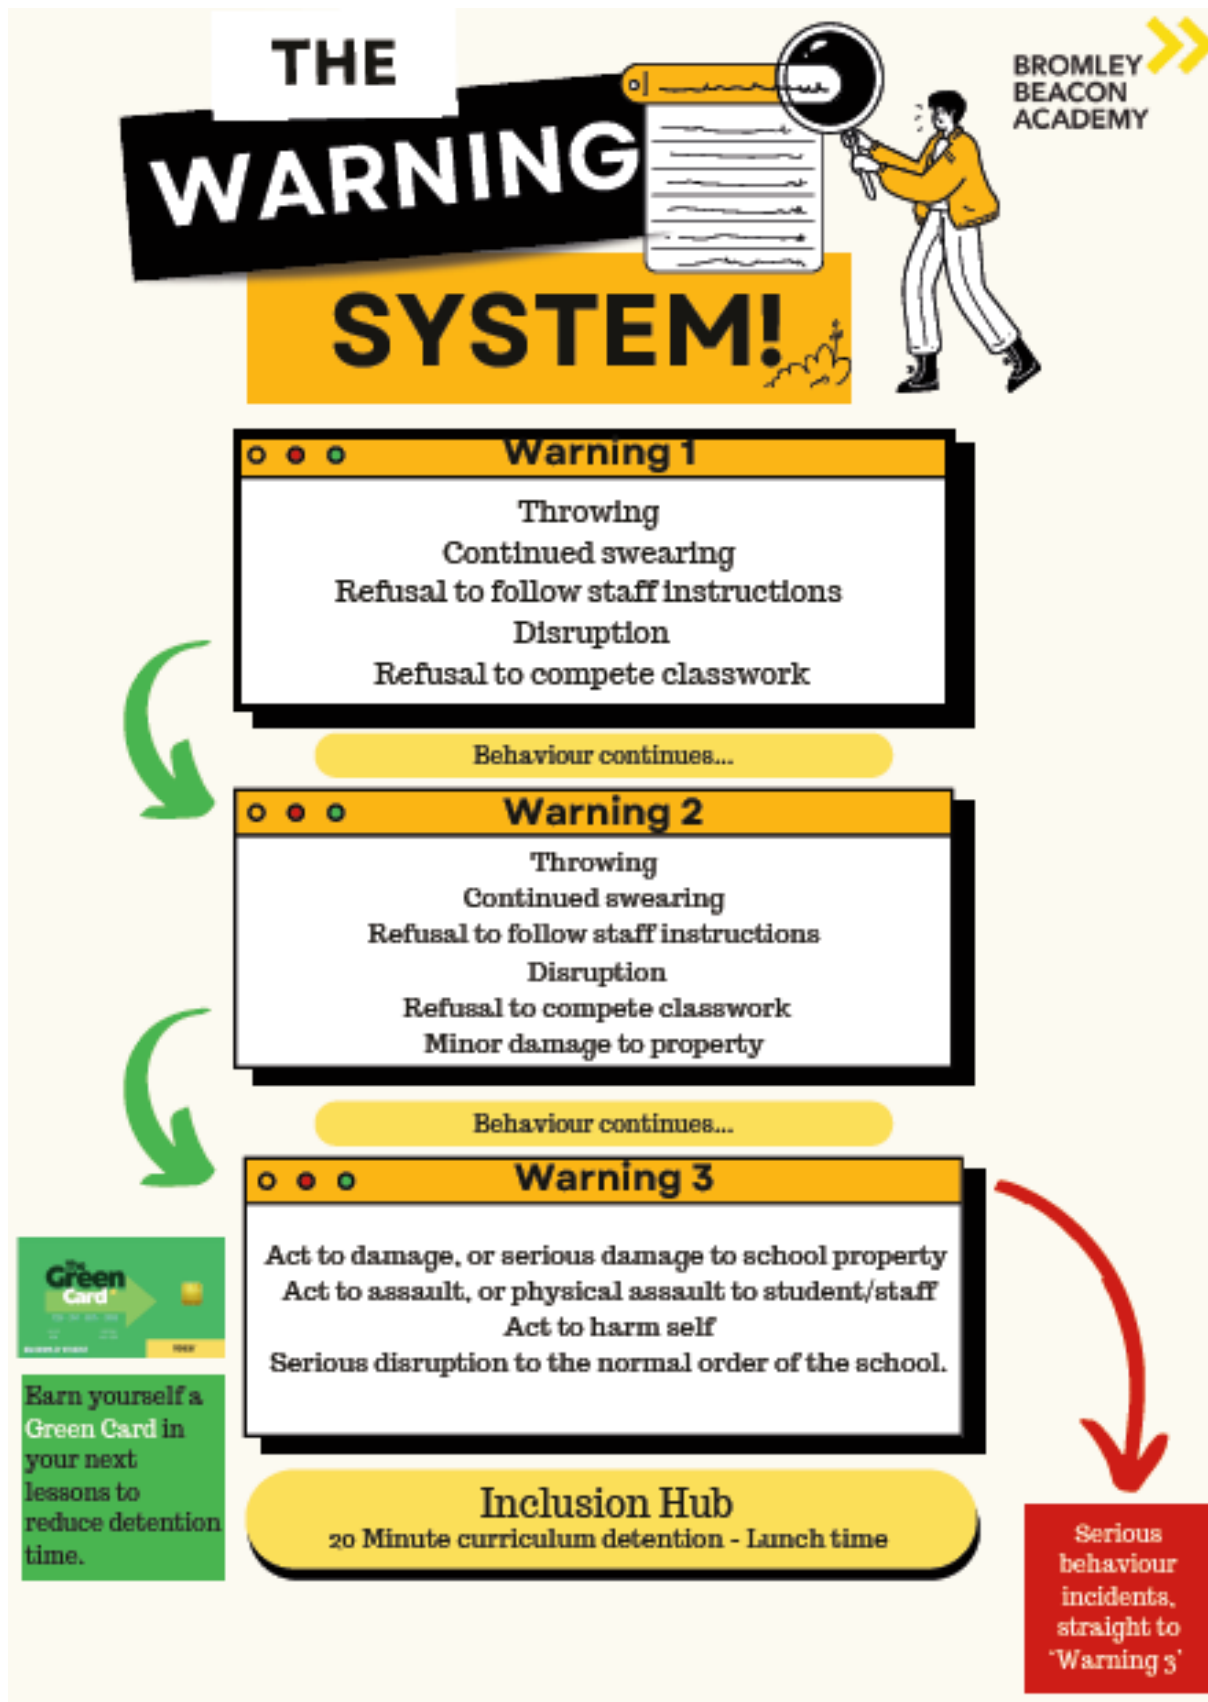 THE
WARNING
SYSTEM!
BROMLEY
BEACON
ACADEMY
Warning 1
Throwing
Continued swearing
Refusal to follow staff instructions
Disruption
Refusal to compete classwork
Behaviour continues...
Warning 2
Throwing
Continued swearing
Refusal to follow staff instructions
Disruption
Refusal to compete classwork
Minor damage to property
Behaviour continues...
Warning 3
Act to damage, or serious damage to school property
Act to assault, or physical assault to student/staff
Act to harm self
Serious disruption to the normal order of the school.
The
Green
Card
Earn yourself a
Green Card in
your next
lessons to
reduce detention
time.
Inclusion Hub
20 Minute curriculum detention - Lunch time
Serious
behaviour
incidents,
straight to
'Warning 3'